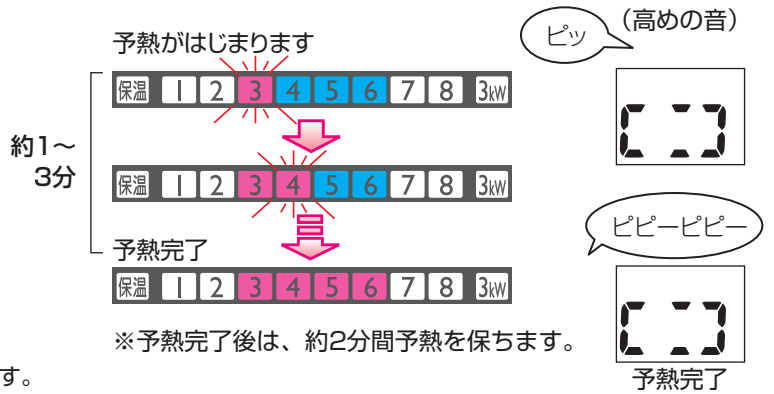 予熱がはじまります
ピッ
(高めの音)
保温 1 2 3 4 5 6 7 8 3kW
約1～
3分
保温 1 2 3 4 5 6 7 8 3kW
予熱完了
ピピーピピー
保温 1 2 3 4 5 6 7 8 3kW
※予熱完了後は、約2分間予熱を保ちます。
す。
予熱完了